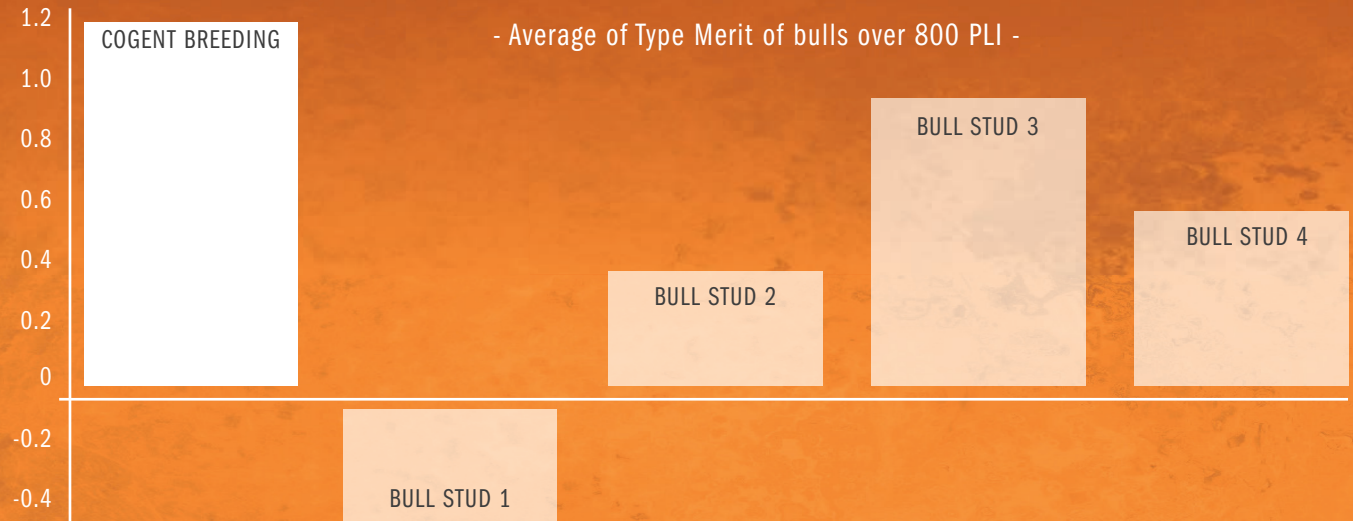 1.2
COGENT BREEDING
- Average of Type Merit of bulls over 800 PLI -
1.0
0.8
BULL STUD 3
0.6
0.4
BULL STUD 4
0.2
BULL STUD 2
0
-0.2
-0.4
BULL STUD 1